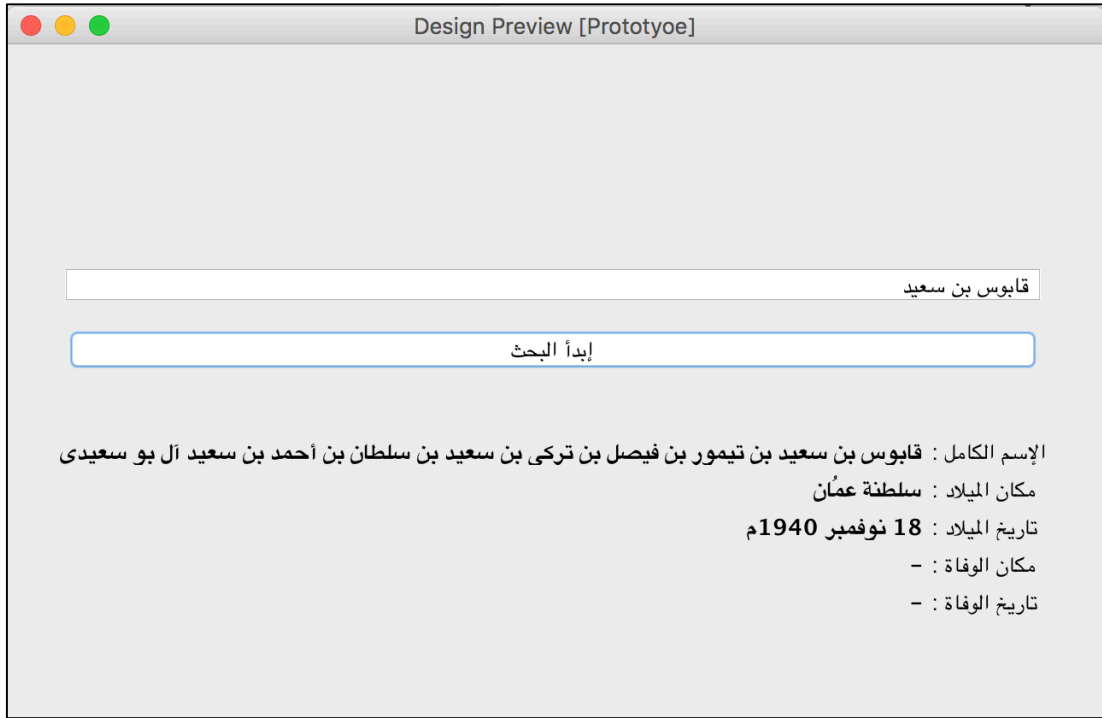 Design Preview [Prototyoe]
قابوس بن سعيد
إبدأ البحث
الإسم الكامل : قابوس بن سعيد بن تيمور بن فيصل بن تركي بن سعيد بن سلطان بن أحمد بن سعيد آل بو سعيدى
مكان الميلاد : سلطنة عمُان
تاريخ الميلاد : 18 نوفمبر 1940م
مكان الوفاة : –
تاريخ الوفاة : –